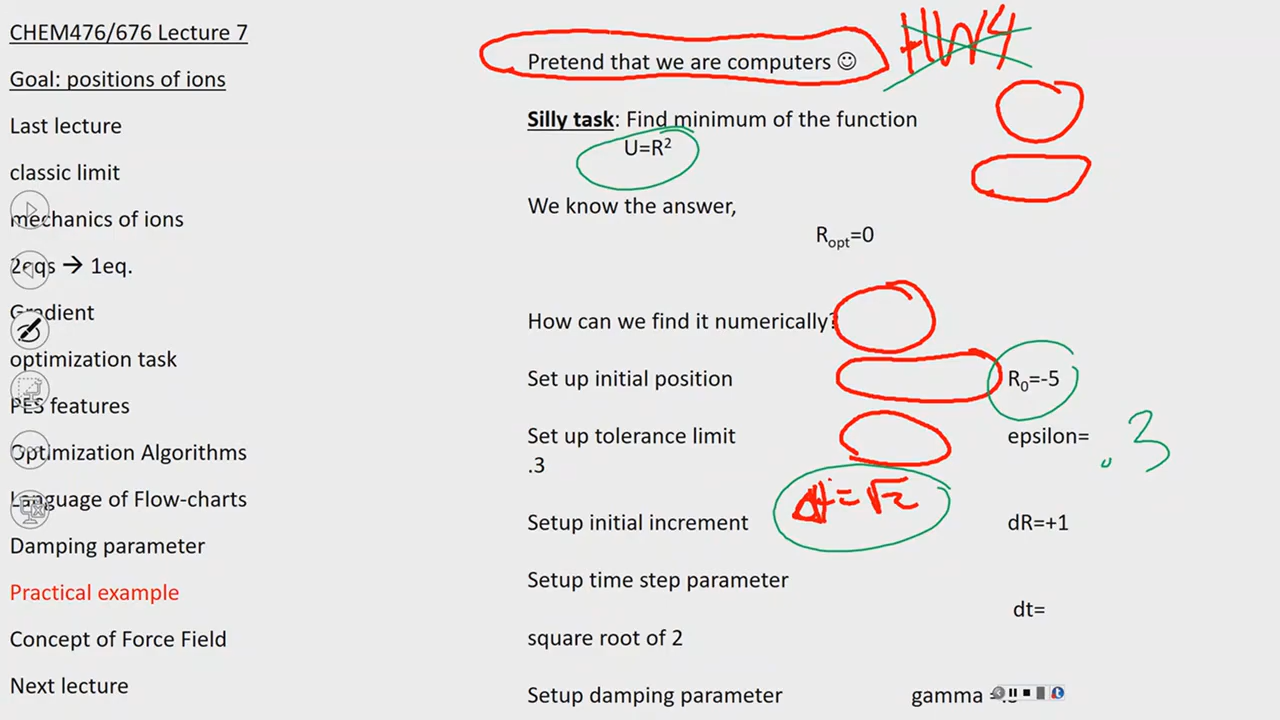 CHEM476/676 Lecture 7
Goal: positions of ions
Last lecture
classic limit
mechanics of ions
2eqs → 1eq.
Gradient
optimization task
PES features
Optimization Algorithms
Language of Flow-charts
Damping parameter
Practical example
Concept of Force Field
Next lecture
HW4
Pretend that we are computers ☺
Silly task: Find minimum of the function
U=R²
We know the answer,
Ropt=0
How can we find it numerically?
Set up initial position R0=-5
Set up tolerance limit epsilon= .3
.3
dt=√2
Setup initial increment dR=+1
Setup time step parameter
dt=
square root of 2
Setup damping parameter gamma